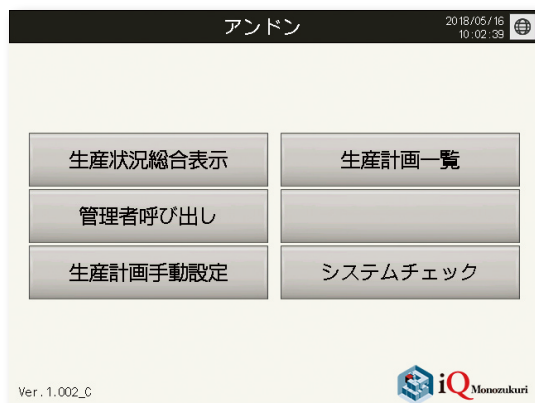 アンドン
2018/05/16
10:02:39
生産状況総合表示
生産計画一覧
管理者呼び出し
生産計画手動設定
システムチェック
Ver.1.002_C
iQ Monozukuri